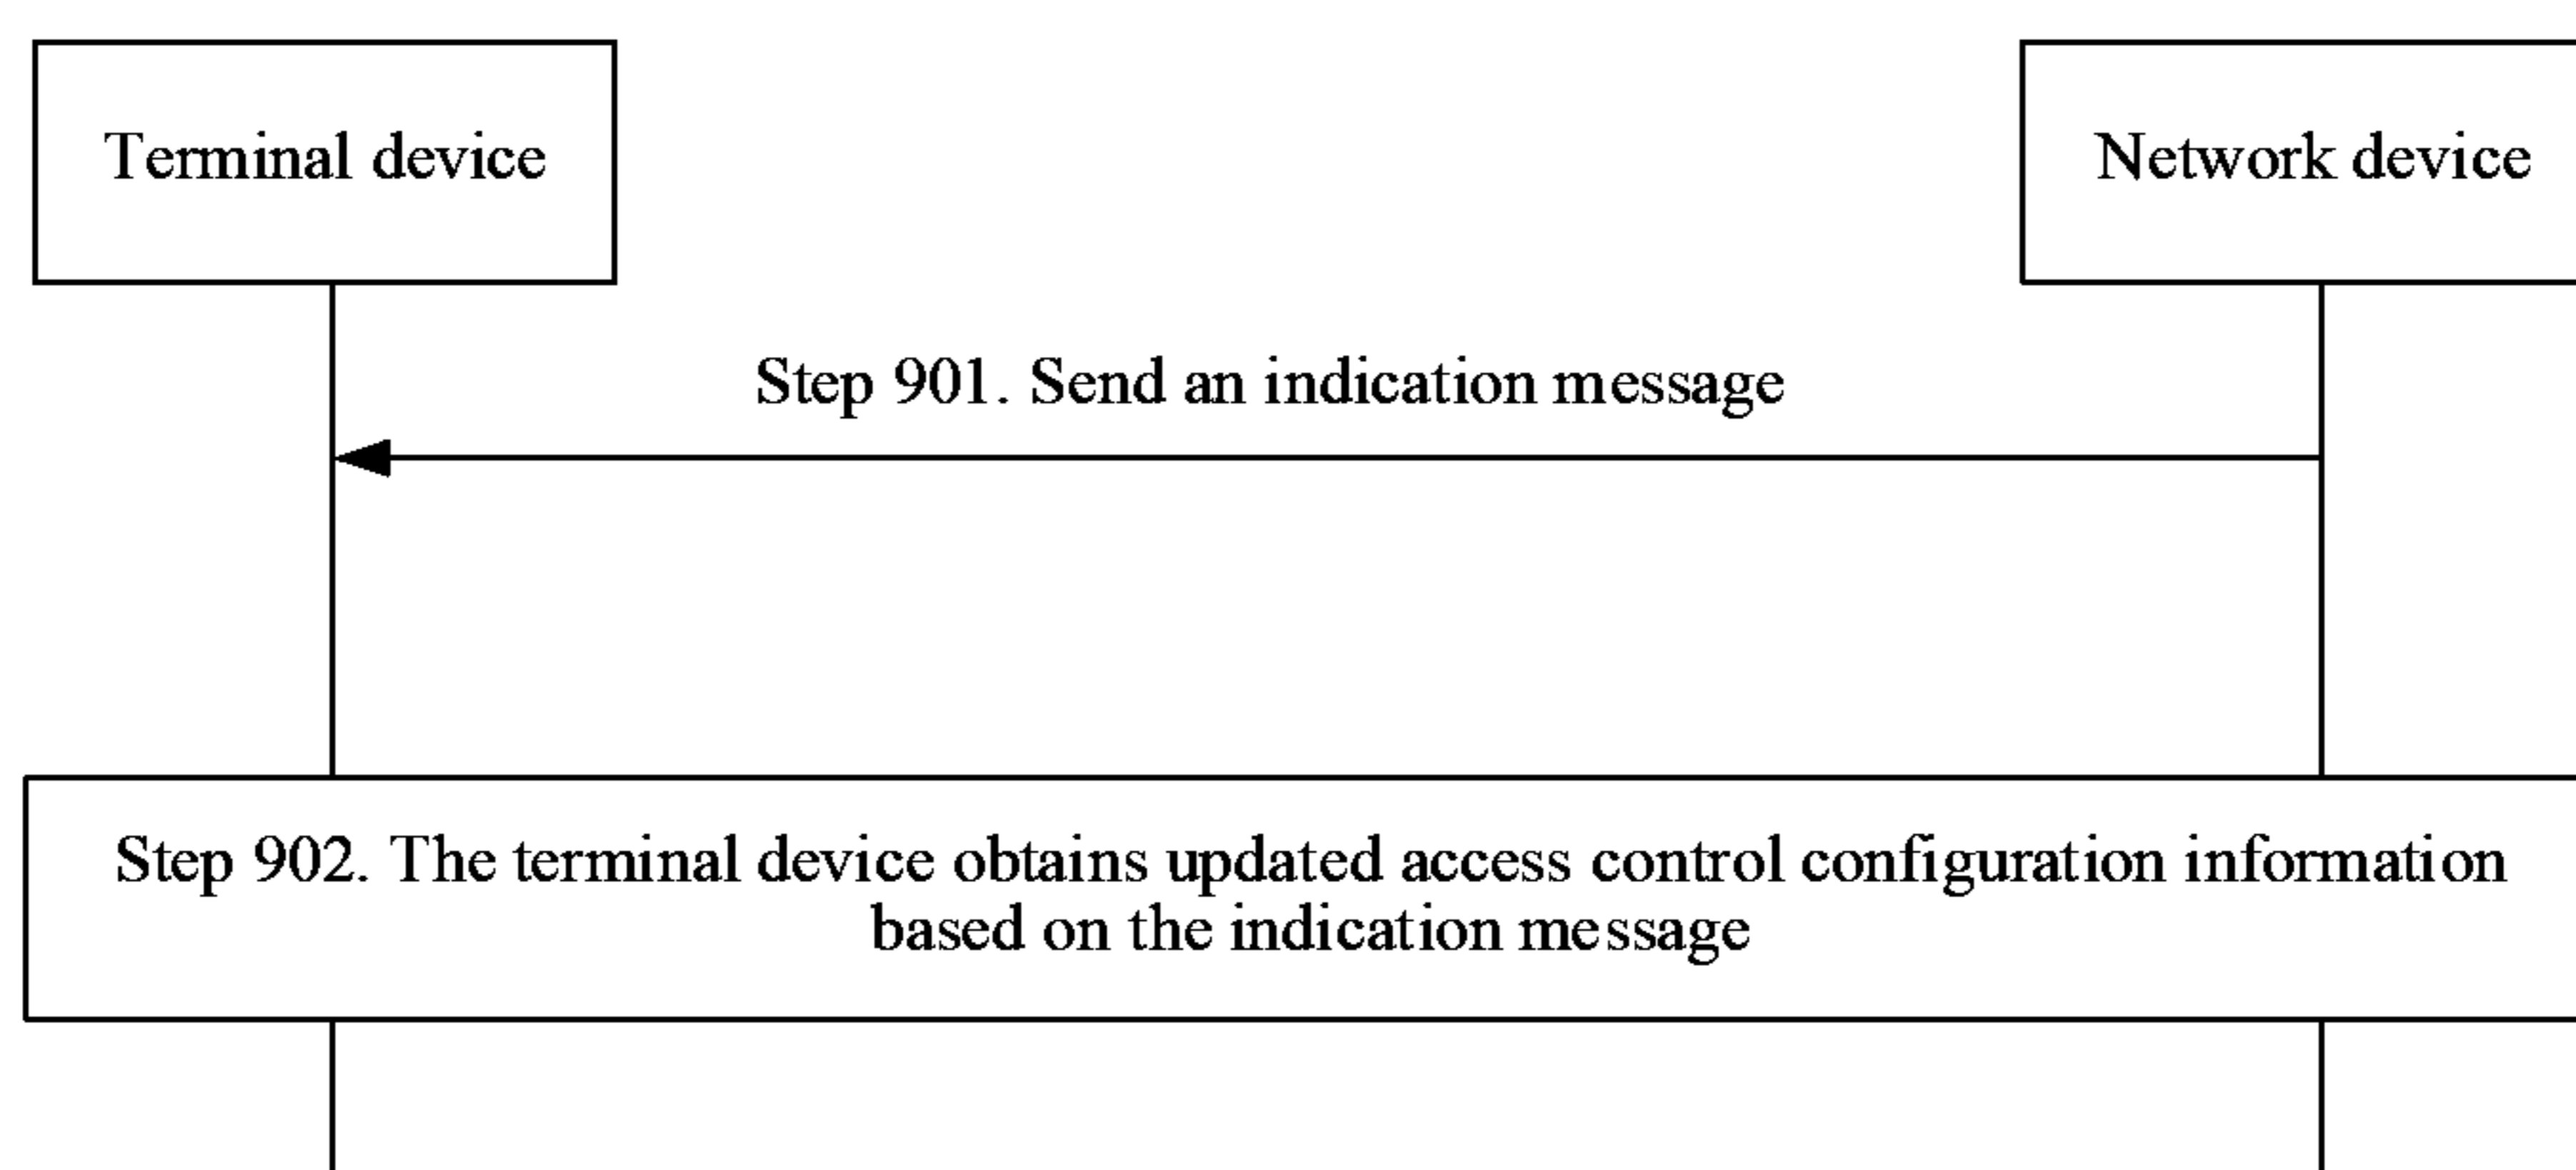 Terminal device
Network device
Step 901. Send an indication message
Step 902. The terminal device obtains updated access control configuration information
based on the indication message